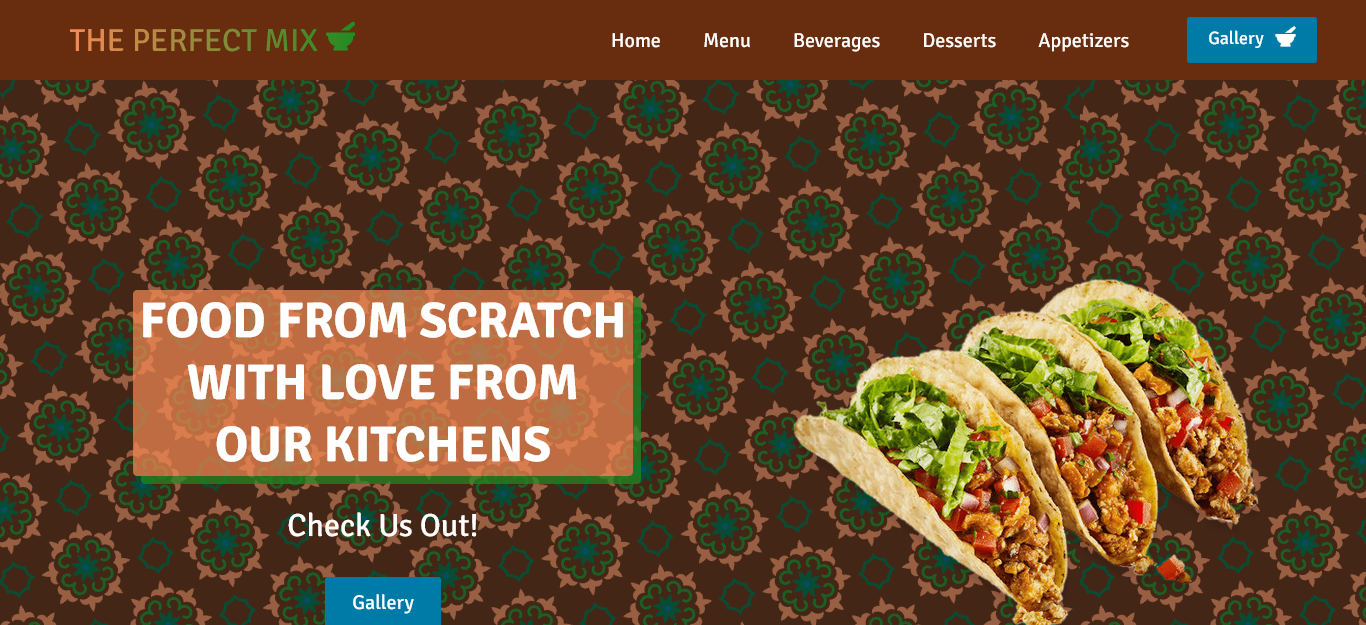 THE PERFECT MIX
Home Menu Beverages Desserts Appetizers Gallery
FOOD FROM SCRATCH
WITH LOVE FROM
OUR KITCHENS
Check Us Out!
Gallery